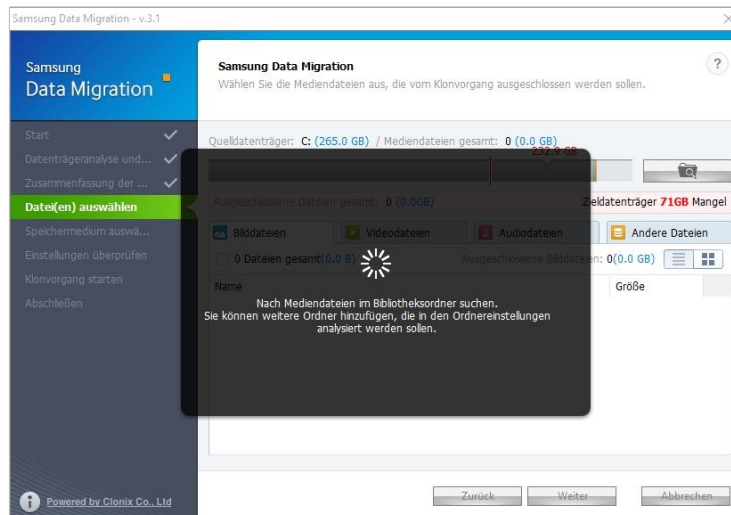 Samsung Data Migration - v.3.1
Samsung
Data Migration
Samsung Data Migration
Wählen Sie die Mediendateien aus, die vom Klonvorgang ausgeschlossen werden sollen.
?
Start
Datenträgeranalyse und...
Zusammenfassung der ...
Datei(en) auswählen
Speichermedium auswä...
Einstellungen überprüfen
Klonvorgang starten
Abschließen
Quelldatenträger: C: (265.0 GB) / Mediendateien gesamt: 0 (0.0 GB)
232.9 GB
Ausgeschlossene Dateien gesamt: 0 (0.0GB)
Zieldatenträger 71GB Mangel
Bilddateien
Videodateien
Audiodateien
Andere Dateien
0 Dateien gesamt(0.0 B)
Ausgeschlossene Bilddateien: 0(0.0 GB)
Name
Größe
Nach Mediendateien im Bibliotheksordner suchen.
Sie können weitere Ordner hinzufügen, die in den Ordnereinstellungen
analysiert werden sollen.
Powered by Clonix Co., Ltd
Zurück
Weiter
Abbrechen